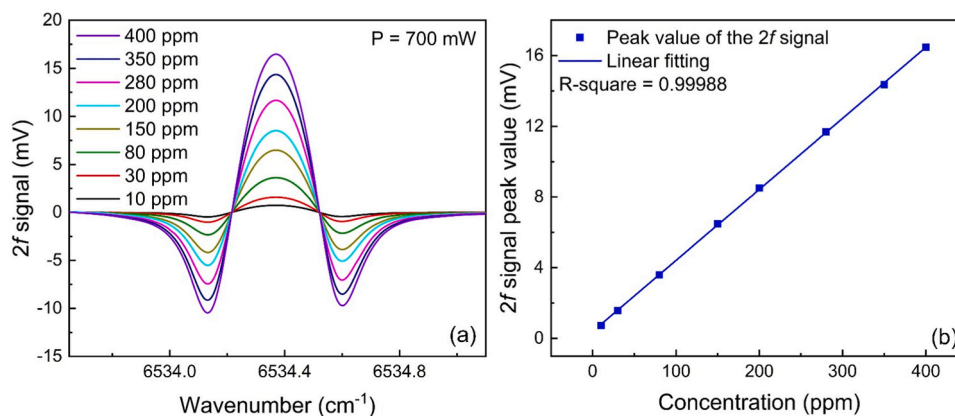 20
15
10
5
0
-5
-10
-15
2f signal (mV)
400 ppm
350 ppm
280 ppm
200 ppm
150 ppm
80 ppm
30 ppm
10 ppm
P = 700 mW
(a)
6534.0
6534.4
6534.8
Wavenumber (cm⁻¹)
16
12
8
4
0
2f signal peak value (mV)
Peak value of the 2f signal
Linear fitting
R-square = 0.99988
(b)
0
100
200
300
400
Concentration (ppm)